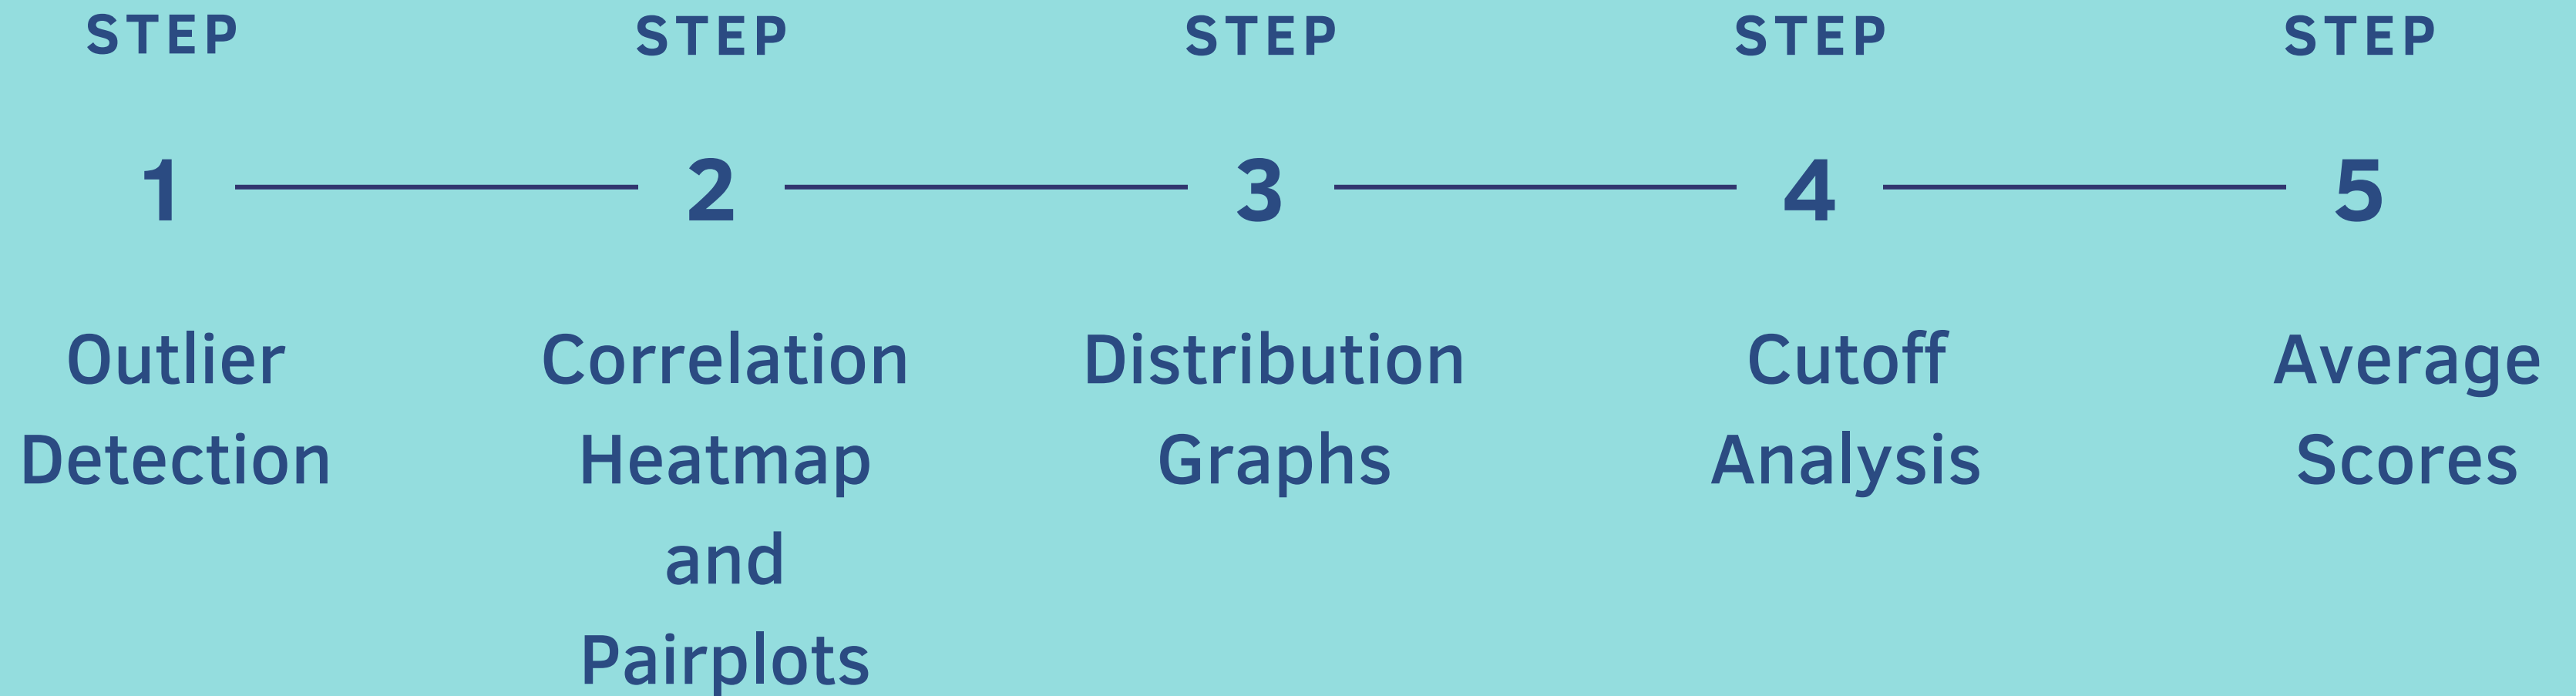 STEP STEP STEP STEP STEP
1 2 3 4 5
Outlier
Detection
Correlation
Heatmap
and
Pairplots
Distribution
Graphs
Cutoff
Analysis
Average
Scores